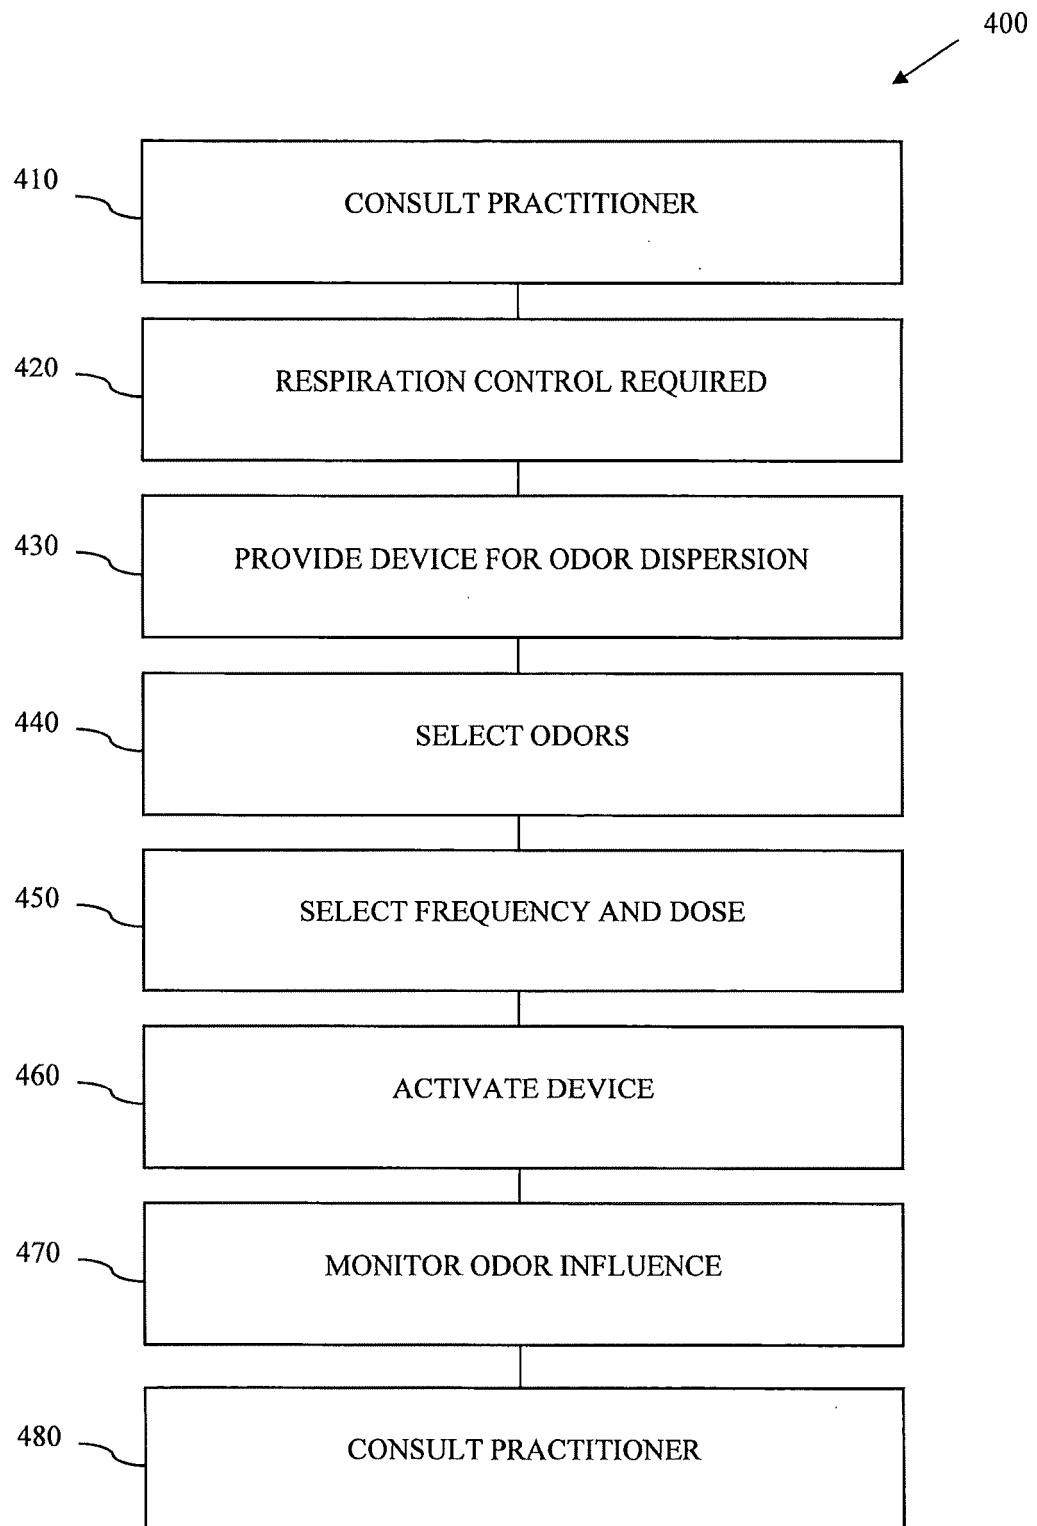 400
410
CONSULT PRACTITIONER
420
RESPIRATION CONTROL REQUIRED
430
PROVIDE DEVICE FOR ODOR DISPERSION
440
SELECT ODORS
450
SELECT FREQUENCY AND DOSE
460
ACTIVATE DEVICE
470
MONITOR ODOR INFLUENCE
480
CONSULT PRACTITIONER